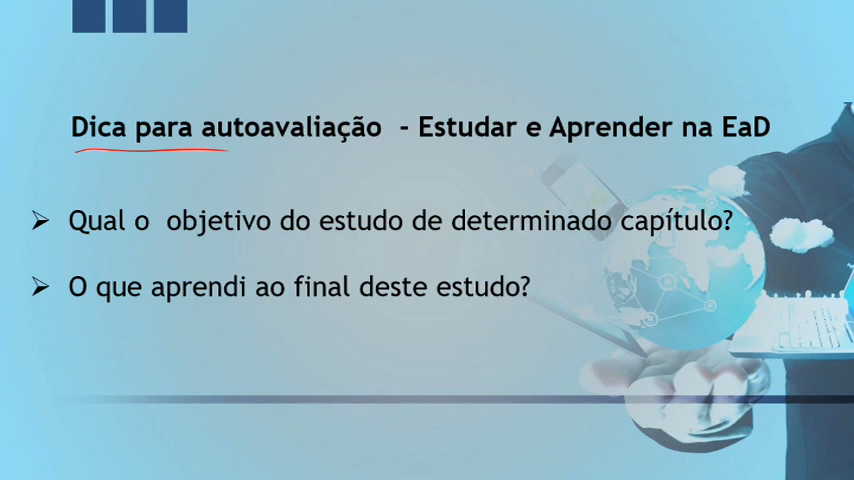 Dica para autoavaliação - Estudar e Aprender na EaD
➢ Qual o objetivo do estudo de determinado capítulo?
➢ O que aprendi ao final deste estudo?